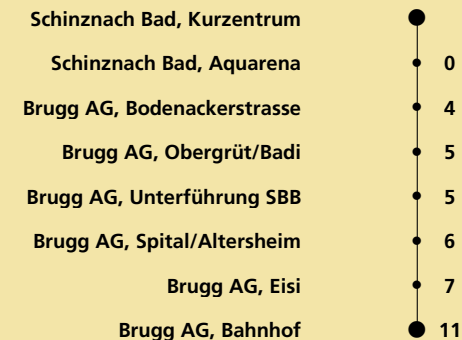 Schinznach Bad, Kurzentrum
Schinznach Bad, Aquarena 0
Brugg AG, Bodenackerstrasse 4
Brugg AG, Obergrüt/Badi 5
Brugg AG, Unterführung SBB 5
Brugg AG, Spital/Altersheim 6
Brugg AG, Eisi 7
Brugg AG, Bahnhof 11